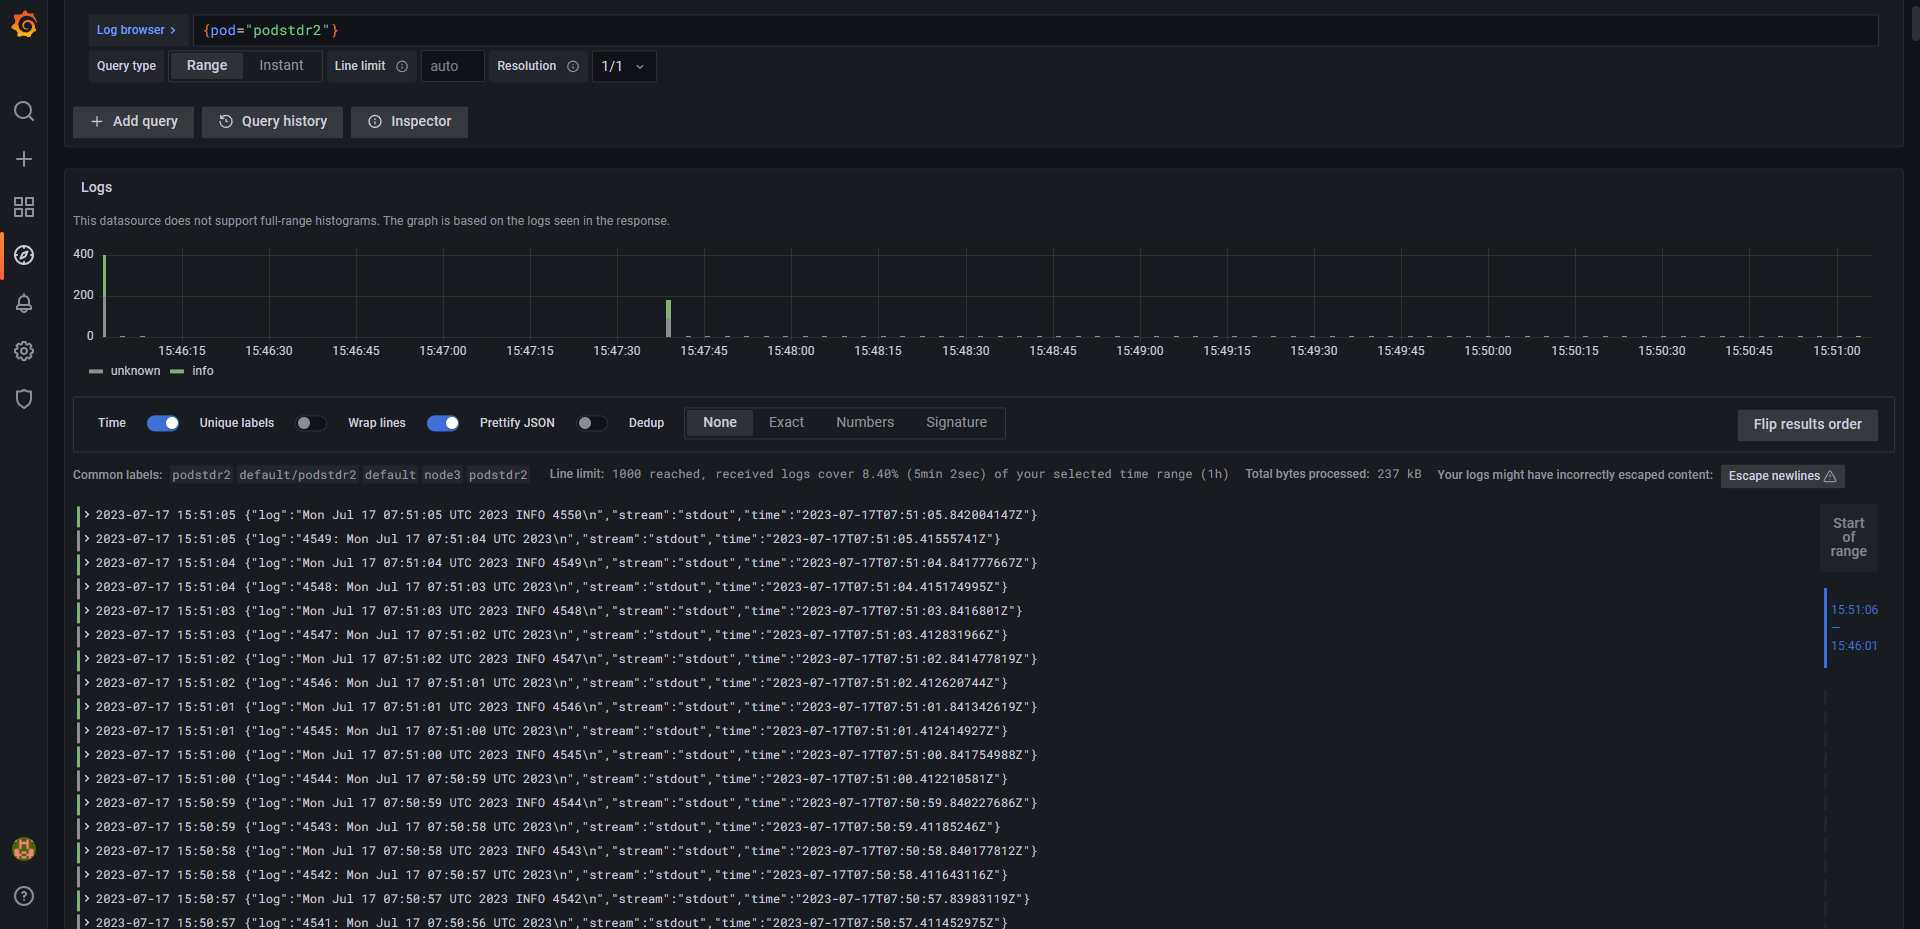 Log browser >
{pod="podstdr2"}
Query type Range Instant Line limit auto Resolution 1/1
+ Add query Query history Inspector
Logs
This datasource does not support full-range histograms. The graph is based on the logs seen in the response.
400
200
0
15:46:15 15:46:30 15:46:45 15:47:00 15:47:15 15:47:30 15:47:45 15:48:00 15:48:15 15:48:30 15:48:45 15:49:00 15:49:15 15:49:30 15:49:45 15:50:00 15:50:15 15:50:30 15:50:45 15:51:00
unknown info
Time Unique labels Wrap lines Prettify JSON Dedup None Exact Numbers Signature Flip results order
Common labels: podstdr2 default/podstdr2 default node3 podstdr2 Line limit: 1000 reached, received logs cover 8.40% (5min 2sec) of your selected time range (1h) Total bytes processed: 237 kB Your logs might have incorrectly escaped content: Escape newlines
> 2023-07-17 15:51:05 {"log":"Mon Jul 17 07:51:05 UTC 2023 INFO 4550\n","stream":"stdout","time":"2023-07-17T07:51:05.842004147Z"}
> 2023-07-17 15:51:05 {"log":"4549: Mon Jul 17 07:51:04 UTC 2023\n","stream":"stdout","time":"2023-07-17T07:51:05.41555741Z"}
> 2023-07-17 15:51:04 {"log":"Mon Jul 17 07:51:04 UTC 2023 INFO 4549\n","stream":"stdout","time":"2023-07-17T07:51:04.841777667Z"}
> 2023-07-17 15:51:04 {"log":"4548: Mon Jul 17 07:51:03 UTC 2023\n","stream":"stdout","time":"2023-07-17T07:51:04.415174995Z"}
> 2023-07-17 15:51:03 {"log":"Mon Jul 17 07:51:03 UTC 2023 INFO 4548\n","stream":"stdout","time":"2023-07-17T07:51:03.8416801Z"}
> 2023-07-17 15:51:03 {"log":"4547: Mon Jul 17 07:51:02 UTC 2023\n","stream":"stdout","time":"2023-07-17T07:51:03.412831966Z"}
> 2023-07-17 15:51:02 {"log":"Mon Jul 17 07:51:02 UTC 2023 INFO 4547\n","stream":"stdout","time":"2023-07-17T07:51:02.841477819Z"}
> 2023-07-17 15:51:02 {"log":"4546: Mon Jul 17 07:51:01 UTC 2023\n","stream":"stdout","time":"2023-07-17T07:51:02.412620744Z"}
> 2023-07-17 15:51:01 {"log":"Mon Jul 17 07:51:01 UTC 2023 INFO 4546\n","stream":"stdout","time":"2023-07-17T07:51:01.841342619Z"}
> 2023-07-17 15:51:01 {"log":"4545: Mon Jul 17 07:51:00 UTC 2023\n","stream":"stdout","time":"2023-07-17T07:51:01.412414927Z"}
> 2023-07-17 15:51:00 {"log":"Mon Jul 17 07:51:00 UTC 2023 INFO 4545\n","stream":"stdout","time":"2023-07-17T07:51:00.841754988Z"}
> 2023-07-17 15:51:00 {"log":"4544: Mon Jul 17 07:50:59 UTC 2023\n","stream":"stdout","time":"2023-07-17T07:51:00.412210581Z"}
> 2023-07-17 15:50:59 {"log":"Mon Jul 17 07:50:59 UTC 2023 INFO 4544\n","stream":"stdout","time":"2023-07-17T07:50:59.840227686Z"}
> 2023-07-17 15:50:59 {"log":"4543: Mon Jul 17 07:50:58 UTC 2023\n","stream":"stdout","time":"2023-07-17T07:50:59.41185246Z"}
> 2023-07-17 15:50:58 {"log":"Mon Jul 17 07:50:58 UTC 2023 INFO 4543\n","stream":"stdout","time":"2023-07-17T07:50:58.840177812Z"}
> 2023-07-17 15:50:58 {"log":"4542: Mon Jul 17 07:50:57 UTC 2023\n","stream":"stdout","time":"2023-07-17T07:50:58.411643116Z"}
> 2023-07-17 15:50:57 {"log":"Mon Jul 17 07:50:57 UTC 2023 INFO 4542\n","stream":"stdout","time":"2023-07-17T07:50:57.83983119Z"}
> 2023-07-17 15:50:57 {"log":"4541: Mon Jul 17 07:50:56 UTC 2023\n","stream":"stdout","time":"2023-07-17T07:50:57.411452975Z"}
Start
of
range
15:51:06
—
15:46:01